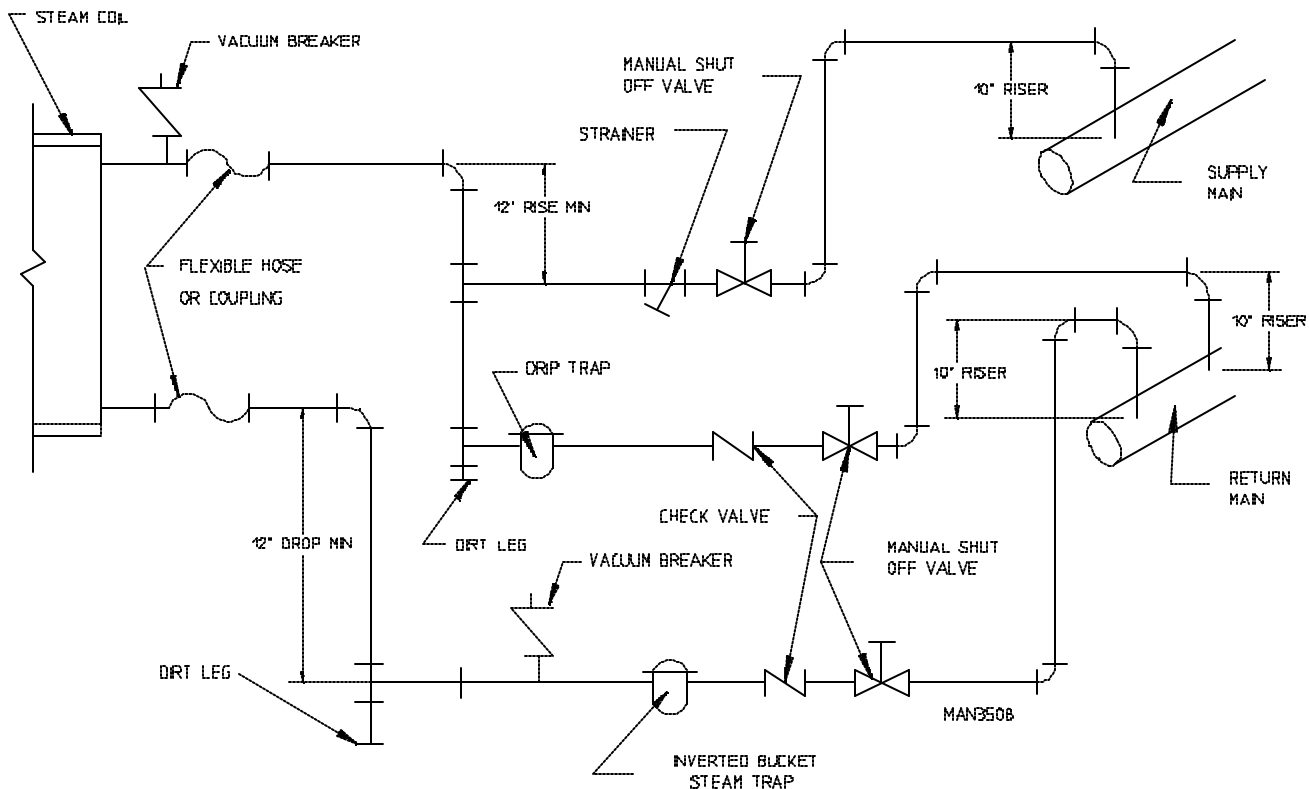 STEAM COIL
VACUUM BREAKER
MANUAL SHUT
OFF VALVE
10" RISER
STRAINER
SUPPLY
MAIN
12" RISE MIN
FLEXIBLE HOSE
OR COUPLING
10" RISER
DRIP TRAP
10" RISER
RETURN
MAIN
CHECK VALVE
12" DROP MIN
DIRT LEG
MANUAL SHUT
OFF VALVE
VACUUM BREAKER
DIRT LEG
MAN350B
INVERTED BUCKET
STEAM TRAP